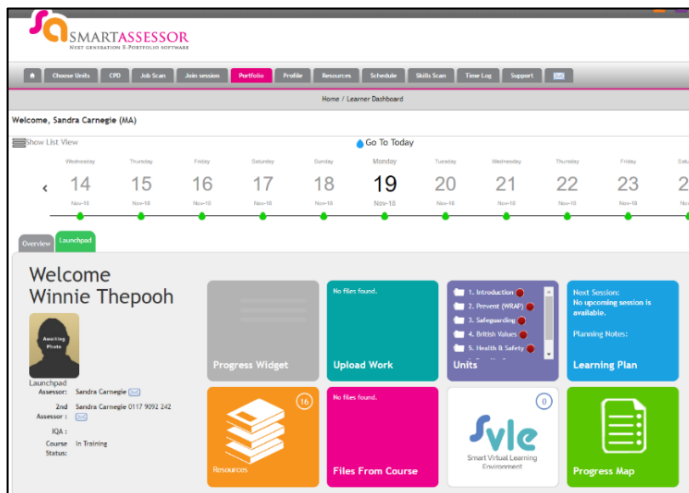 SMARTASSESSOR
NEXT GENERATION E-PORTFOLIO SOFTWARE
Choose Units CPD Job Scan Join session Portfolio Profile Resources Schedule Skills Scan Time Log Support
Home / Learner Dashboard
Welcome, Sandra Carnegie (MA)
Show List View Go To Today
Wednesday Thursday Friday Saturday Sunday Monday Tuesday Wednesday Thursday Friday
14 15 16 17 18 19 20 21 22 23
Nov-18 Nov-18 Nov-18 Nov-18 Nov-18 Nov-18 Nov-18 Nov-18 Nov-18 Nov-18
Overview Launchpad
Welcome
Winnie Thepooh
Awaiting
Photo
Launchpad
Assessor: Sandra Carnegie
2nd Sandra Carnegie 0117 9092 242
Assessor :
IQA :
Course In Training
Status:
Progress Widget
No files found.
Upload Work
1. Introduction
2. Prevent (WRAP)
3. Safeguarding
4. British Values
5. Health & Safety
Units
Next Session:
No upcoming session is
available.
Planning Notes:
Learning Plan
16
Resources
No files found.
Files From Course
0
Svle
Smart Virtual Learning
Environment
Progress Map